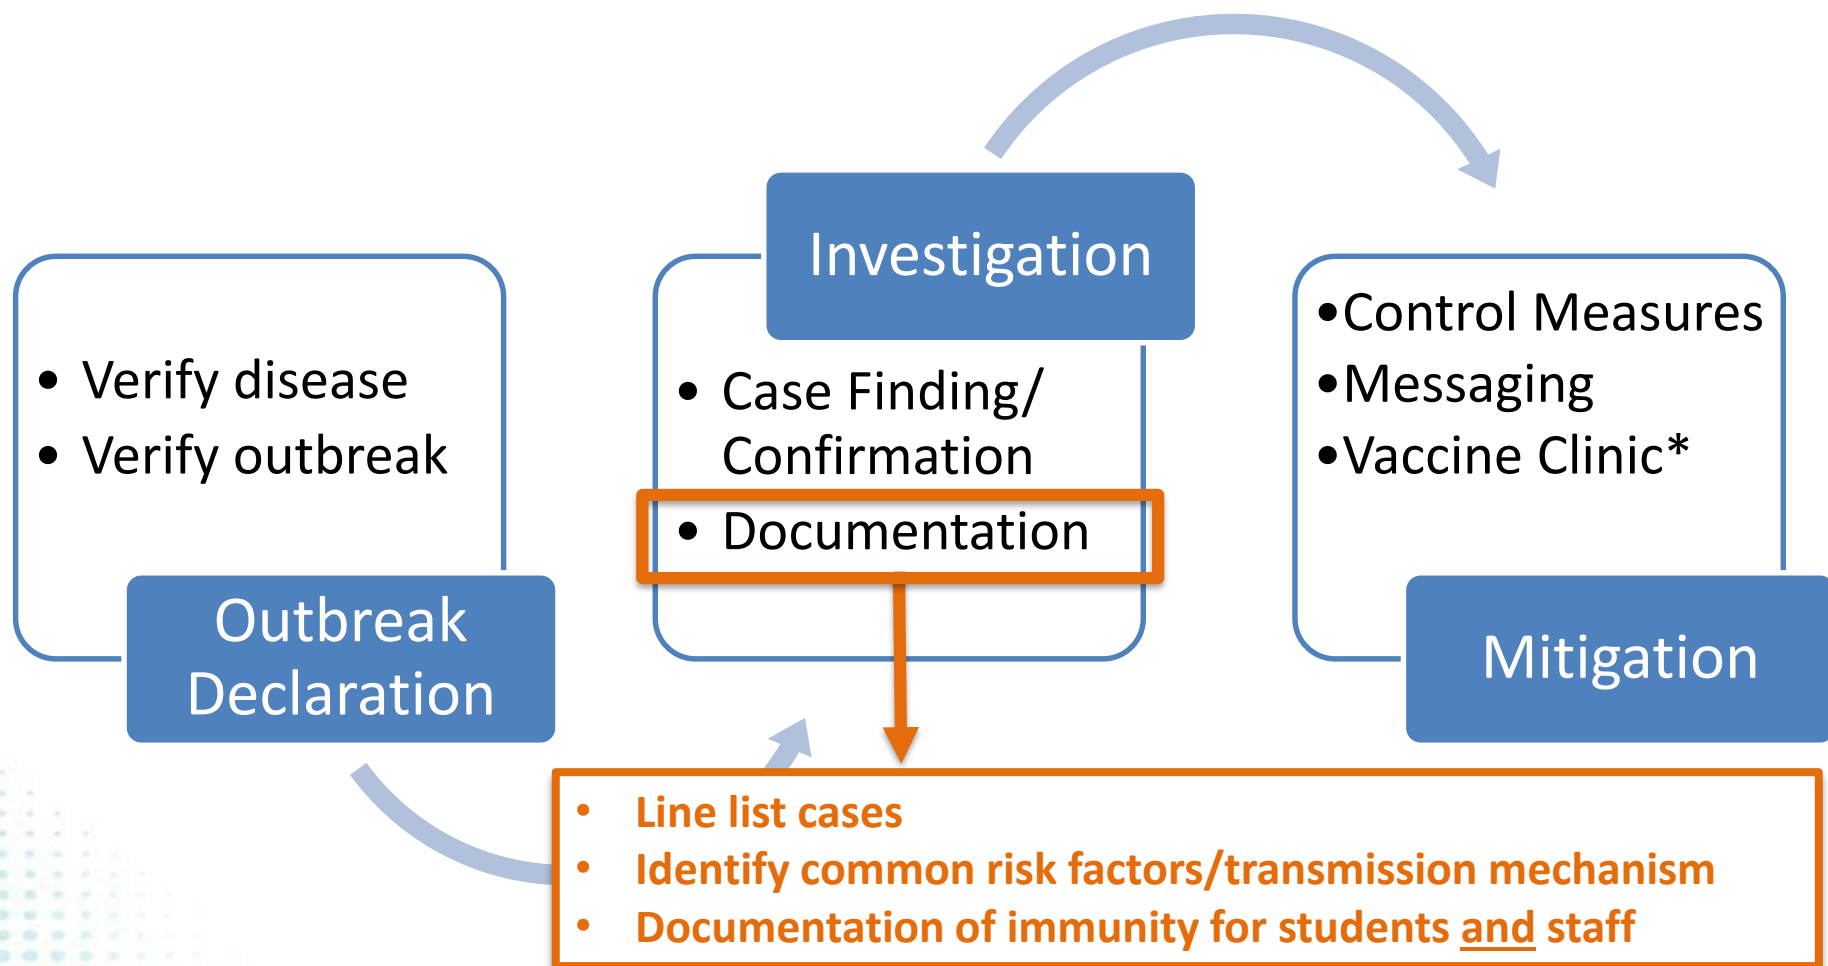 • Verify disease
• Verify outbreak
Outbreak
Declaration
Investigation
• Case Finding/
Confirmation
• Documentation
•Control Measures
•Messaging
•Vaccine Clinic*
Mitigation
• Line list cases
• Identify common risk factors/transmission mechanism
• Documentation of immunity for students and staff